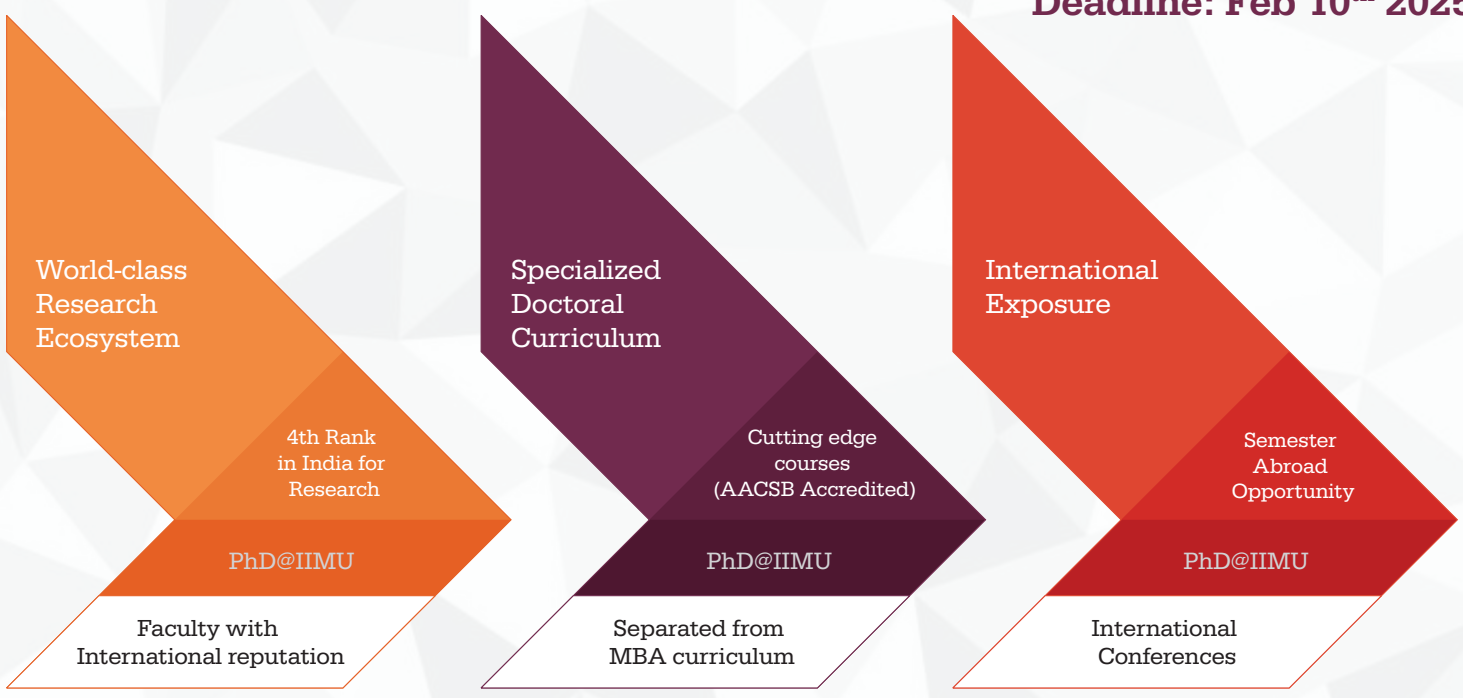 Deadline: Feb 10th 2025
World-class
Research
Ecosystem
4th Rank
in India for
Research
PhD@IIMU
Faculty with
International reputation
Specialized
Doctoral
Curriculum
Cutting edge
courses
(AACSB Accredited)
PhD@IIMU
Separated from
MBA curriculum
International
Exposure
Semester
Abroad
Opportunity
PhD@IIMU
International
Conferences